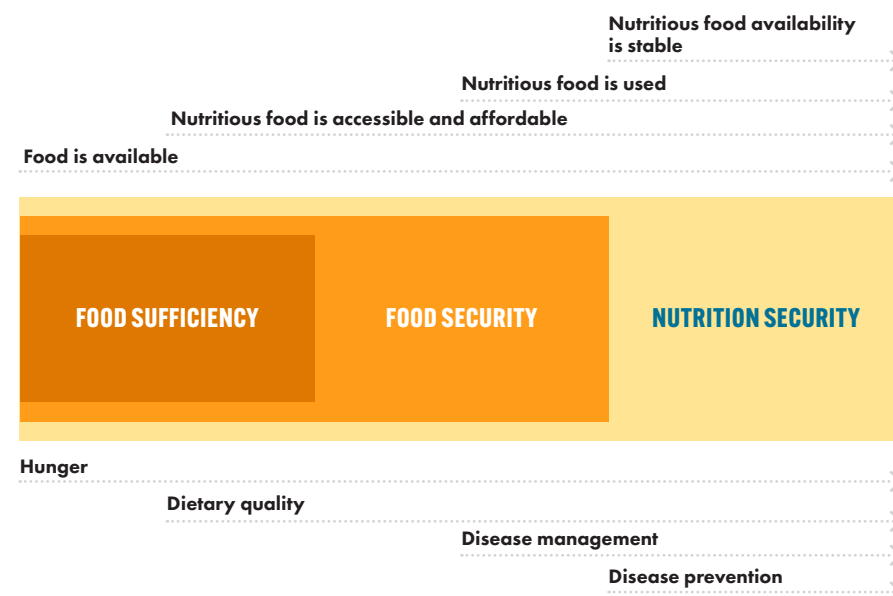 Nutritious food availability
is stable
Nutritious food is used
Nutritious food is accessible and affordable
Food is available
FOOD SUFFICIENCY
FOOD SECURITY
NUTRITION SECURITY
Hunger
Dietary quality
Disease management
Disease prevention